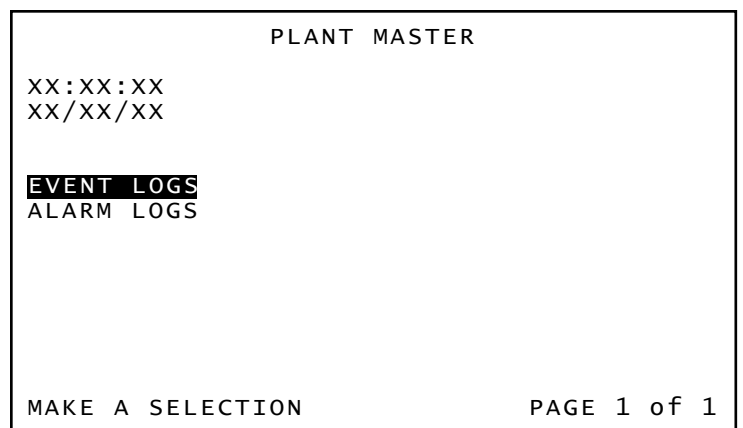 PLANT MASTER
XX:XX:XX
XX/XX/XX
EVENT LOGS
ALARM LOGS
MAKE A SELECTION PAGE 1 of 1